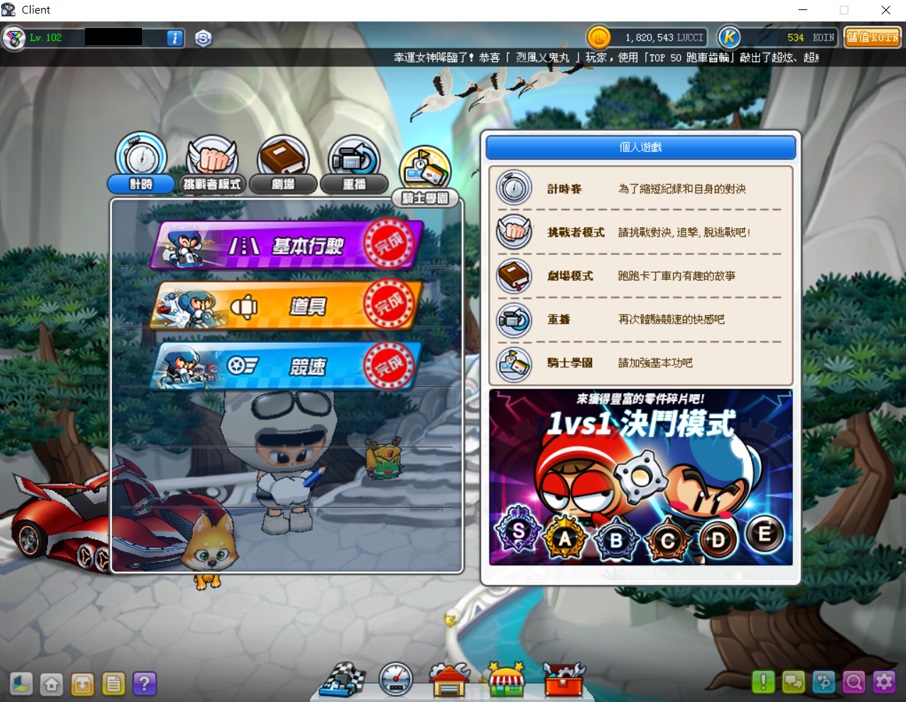 Client
Lv.102
1,820,543 LUCCI
534 KOIN
儲值KOIN
幸運女神降臨了! 恭喜「 烈風乂鬼丸 」玩家,使用「TOP 50 跑車齒輪」敲出了超炫、超
計時
挑戰者模式
劇場
重播
騎士學園
基本行駛
完成
道具
完成
競速
完成
個人遊戲
計時賽
為了縮短紀錄和自身的對決
挑戰者模式
請挑戰對決,追擊,脫逃戰吧!
劇場模式
跑跑卡丁車內有趣的故事
重播
再次體驗競速的快感吧
騎士學園
請加強基本功吧
來獲得豐富的零件碎片吧!
1vs1 決鬥模式
S A B C D E